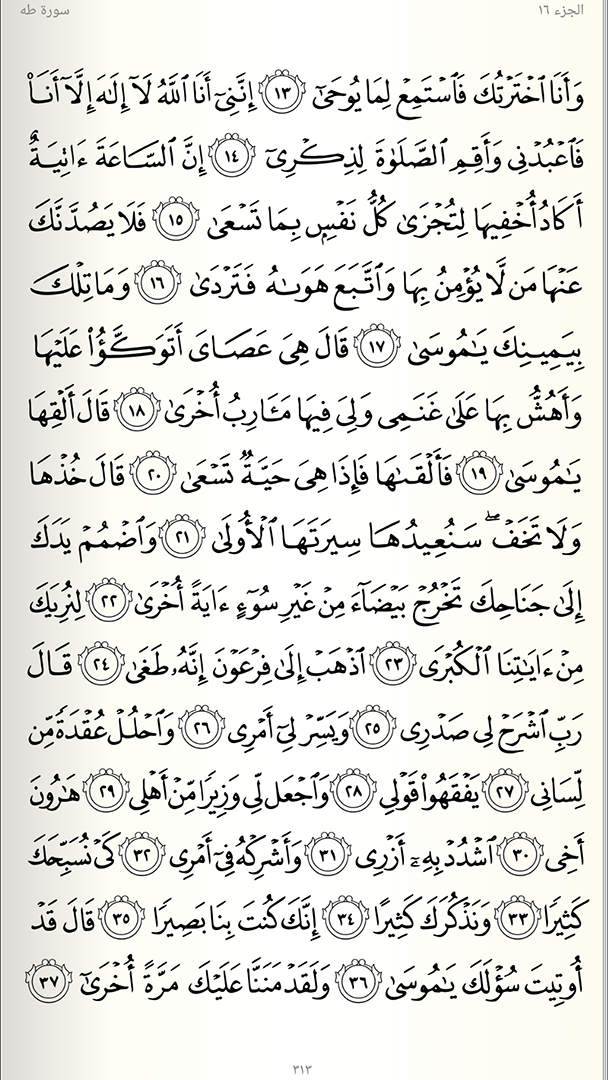 الجزء ١٦
سورة طه
وَأَنَا ٱخْتَرْتُكَ فَٱسْتَمِعْ لِمَا يُوحَىٰٓ ١٣ إِنَّنِىٓ أَنَا ٱللَّهُ لَآ إِلَـٰهَ إِلَّآ أَنَا۠
فَٱعْبُدْنِى وَأَقِمِ ٱلصَّلَوٰةَ لِذِكْرِىٓ ١٤ إِنَّ ٱلسَّاعَةَ ءَاتِيَةٌ
أَكَادُ أُخْفِيهَا لِتُجْزَىٰ كُلُّ نَفْسٍۭ بِمَا تَسْعَىٰ ١٥ فَلَا يَصُدَّنَّكَ
عَنْهَا مَن لَّا يُؤْمِنُ بِهَا وَٱتَّبَعَ هَوَىٰهُ فَتَرْدَىٰ ١٦ وَمَا تِلْكَ
بِيَمِينِكَ يَـٰمُوسَىٰ ١٧ قَالَ هِىَ عَصَاىَ أَتَوَكَّؤُا۟ عَلَيْهَا
وَأَهُشُّ بِهَا عَلَىٰ غَنَمِى وَلِىَ فِيهَا مَـَٔارِبُ أُخْرَىٰ ١٨ قَالَ أَلْقِهَا
يَـٰمُوسَىٰ ١٩ فَأَلْقَىٰهَا فَإِذَا هِىَ حَيَّةٌ تَسْعَىٰ ٢٠ قَالَ خُذْهَا
وَلَا تَخَفْ ۖ سَنُعِيدُهَا سِيرَتَهَا ٱلْأُولَىٰ ٢١ وَٱضْمُمْ يَدَكَ
إِلَىٰ جَنَاحِكَ تَخْرُجْ بَيْضَآءَ مِنْ غَيْرِ سُوٓءٍ ءَايَةً أُخْرَىٰ ٢٢ لِنُرِيَكَ
مِنْ ءَايَـٰتِنَا ٱلْكُبْرَى ٢٣ ٱذْهَبْ إِلَىٰ فِرْعَوْنَ إِنَّهُۥ طَغَىٰ ٢٤ قَالَ
رَبِّ ٱشْرَحْ لِى صَدْرِى ٢٥ وَيَسِّرْ لِىٓ أَمْرِى ٢٦ وَٱحْلُلْ عُقْدَةً مِّن
لِّسَانِى ٢٧ يَفْقَهُوا۟ قَوْلِى ٢٨ وَٱجْعَل لِّى وَزِيرًا مِّنْ أَهْلِى ٢٩ هَـٰرُونَ
أَخِى ٣٠ ٱشْدُدْ بِهِۦٓ أَزْرِى ٣١ وَأَشْرِكْهُ فِىٓ أَمْرِى ٣٢ كَىْ نُسَبِّحَكَ
كَثِيرًا ٣٣ وَنَذْكُرَكَ كَثِيرًا ٣٤ إِنَّكَ كُنتَ بِنَا بَصِيرًا ٣٥ قَالَ قَدْ
أُوتِيتَ سُؤْلَكَ يَـٰمُوسَىٰ ٣٦ وَلَقَدْ مَنَنَّا عَلَيْكَ مَرَّةً أُخْرَىٰٓ ٣٧
٣١٣